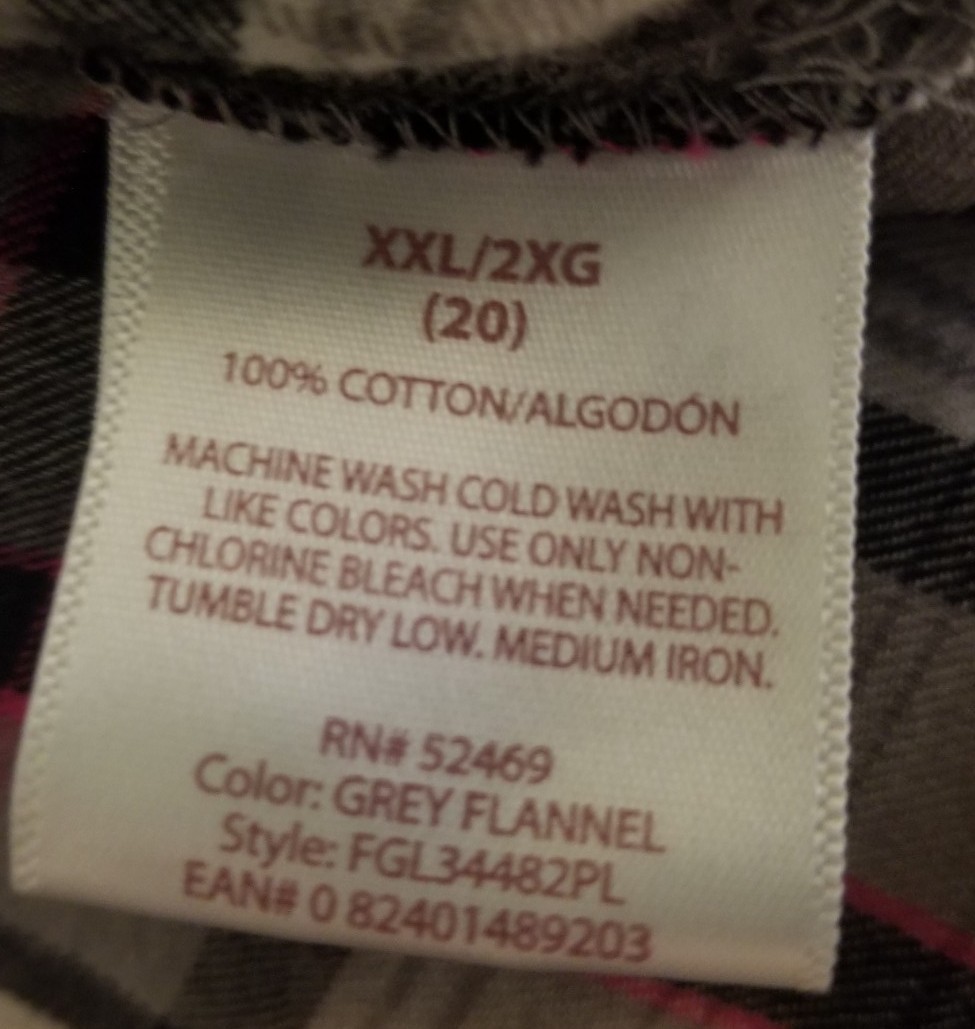 XXL/2XG
(20)
100% COTTON/ALGODÓN
MACHINE WASH COLD WASH WITH
LIKE COLORS. USE ONLY NON-
CHLORINE BLEACH WHEN NEEDED.
TUMBLE DRY LOW. MEDIUM IRON.
RN# 52469
Color: GREY FLANNEL
Style: FGL34482PL
EAN# 0 82401489203